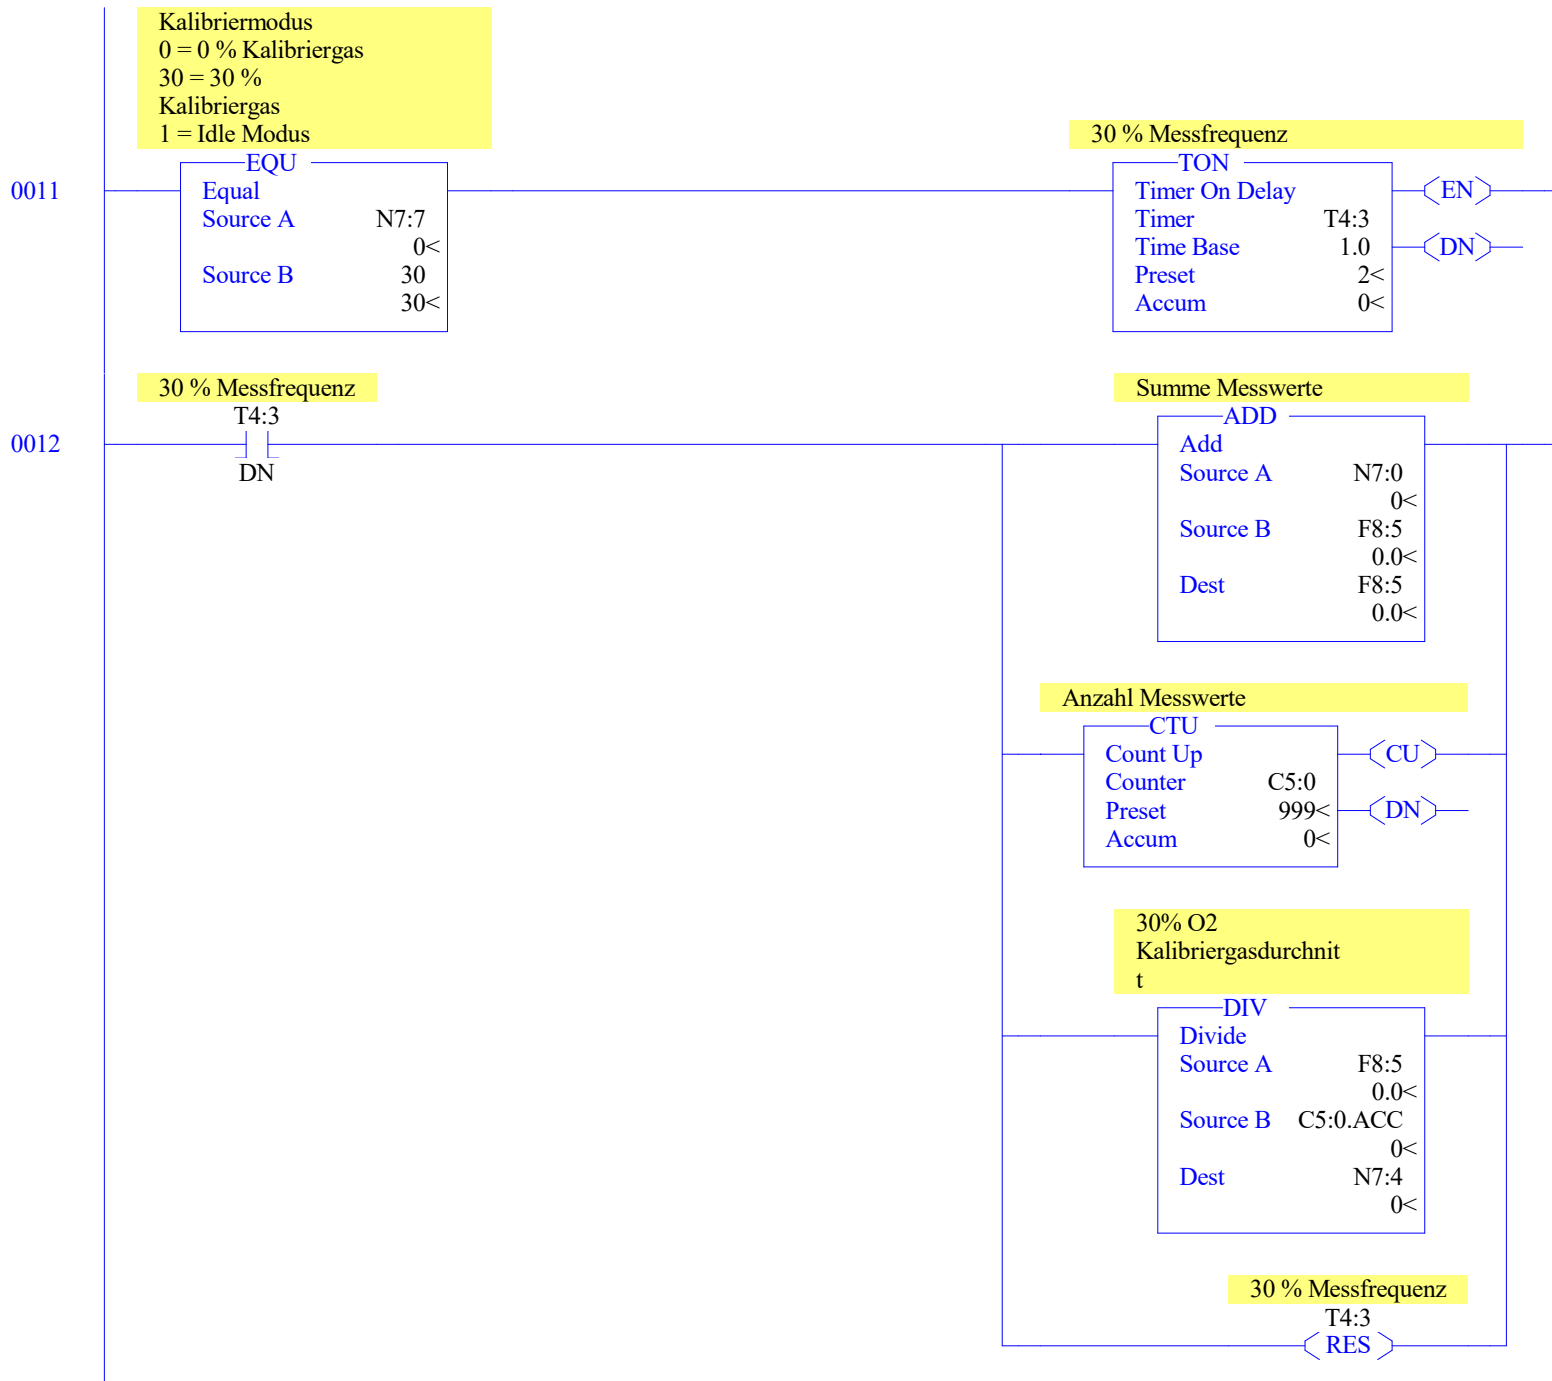 Kalibriermodus
0 = 0 % Kalibriergas
30 = 30 %
Kalibriergas
1 = Idle Modus
30 % Messfrequenz
0011
EQU
Equal
Source A N7:7
0<
Source B 30
30<
TON
Timer On Delay
Timer T4:3
Time Base 1.0
Preset 2<
Accum 0<
EN
DN
30 % Messfrequenz
T4:3
DN
0012
Summe Messwerte
ADD
Add
Source A N7:0
0<
Source B F8:5
0.0<
Dest F8:5
0.0<
Anzahl Messwerte
CTU
Count Up
Counter C5:0
Preset 999<
Accum 0<
CU
DN
30% O2
Kalibriergasdurchnit
t
DIV
Divide
Source A F8:5
0.0<
Source B C5:0.ACC
0<
Dest N7:4
0<
30 % Messfrequenz
T4:3
RES